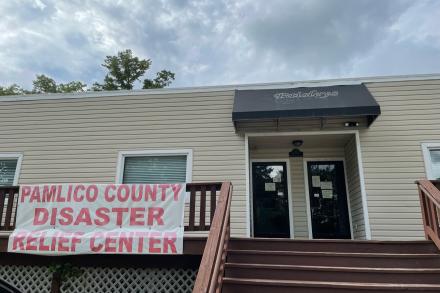 PAMLICO COUNTY
DISASTER
RELIEF CENTER